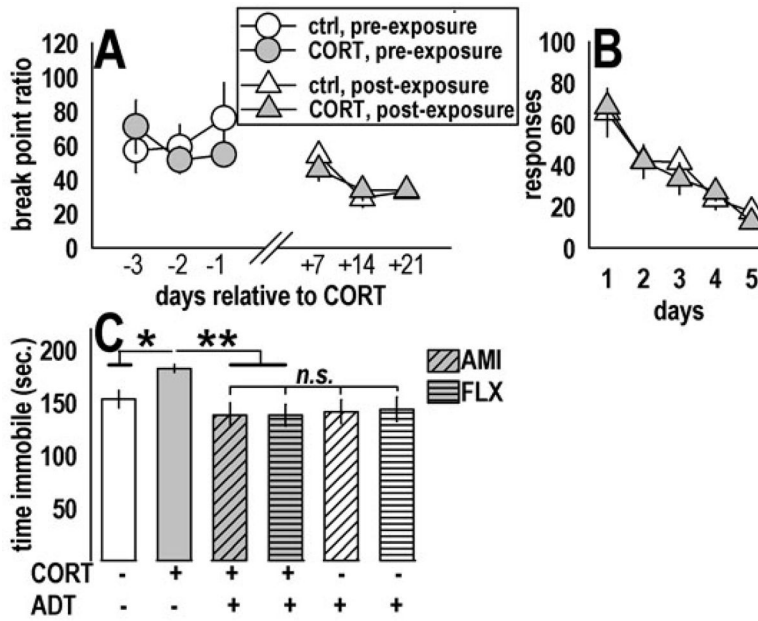 A
ctrl, pre-exposure
CORT, pre-exposure
ctrl, post-exposure
CORT, post-exposure
break point ratio
120
100
80
60
40
20
0
-3 -2 -1 +7 +14 +21
days relative to CORT
B
responses
100
80
60
40
20
0
1 2 3 4 5
days
C
time immobile (sec.)
200
150
100
50
* **
n.s.
AMI
FLX
CORT - + + + - -
ADT - - + + + +